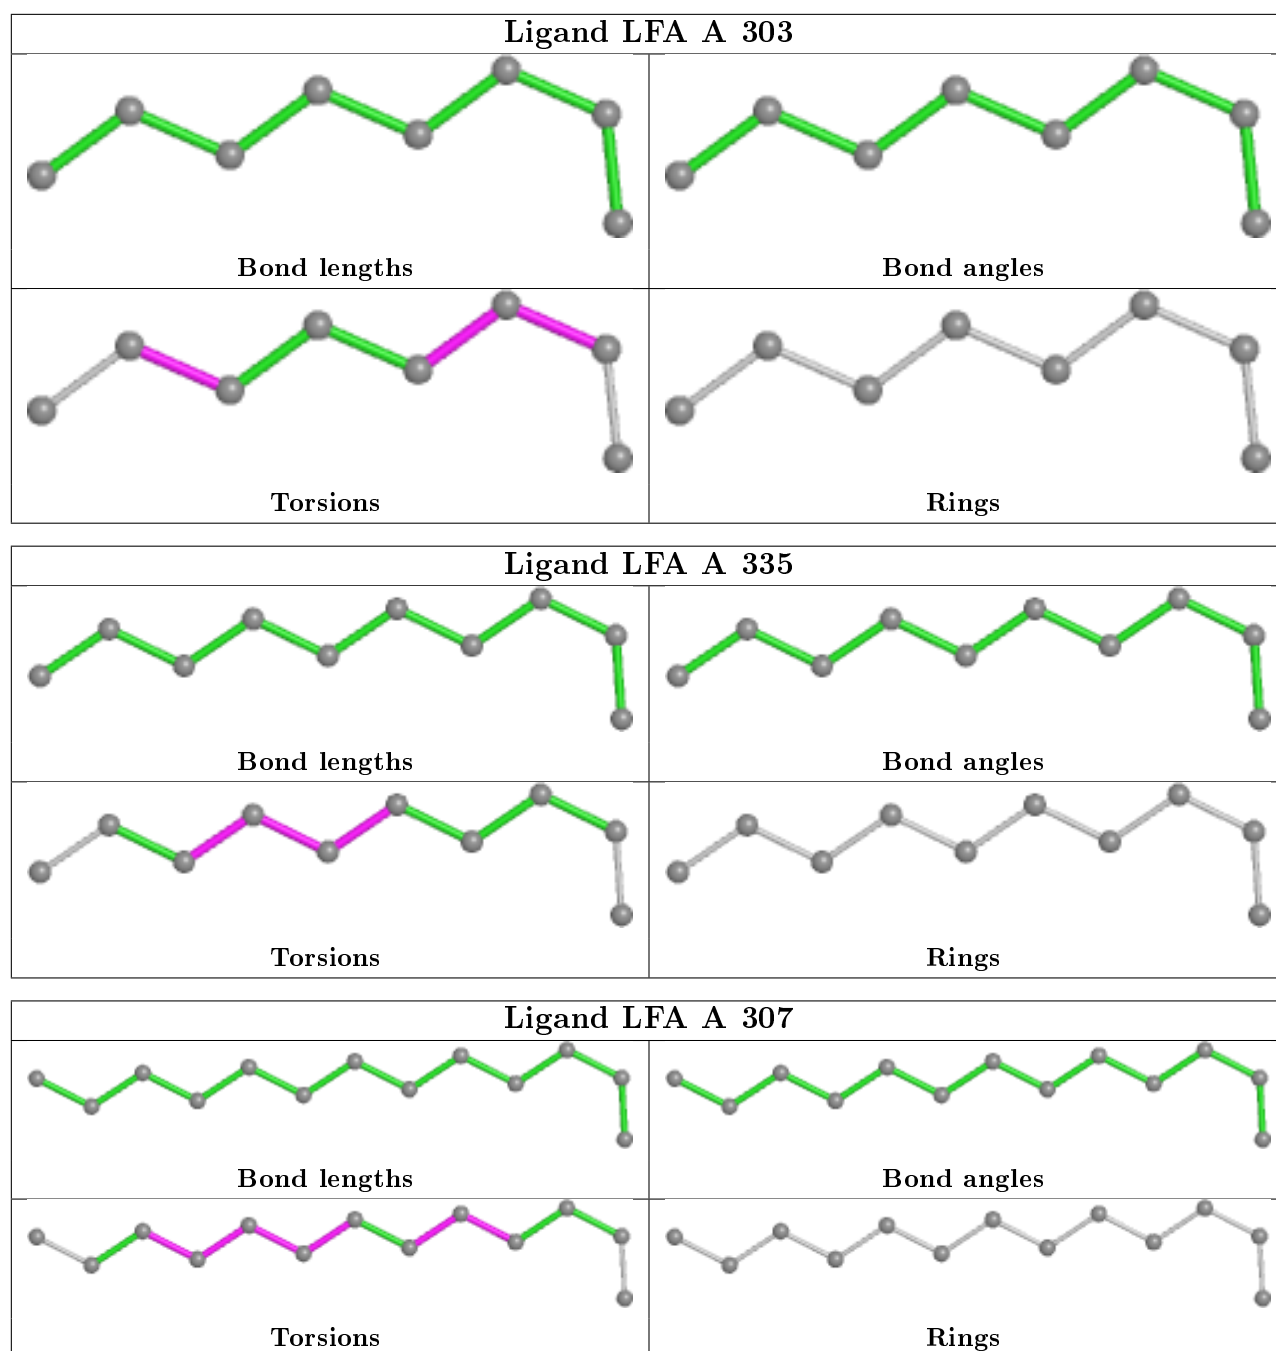 Ligand LFA A 303
Bond lengths
Bond angles
Torsions
Rings
Ligand LFA A 335
Bond lengths
Bond angles
Torsions
Rings
Ligand LFA A 307
Bond lengths
Bond angles
Torsions
Rings